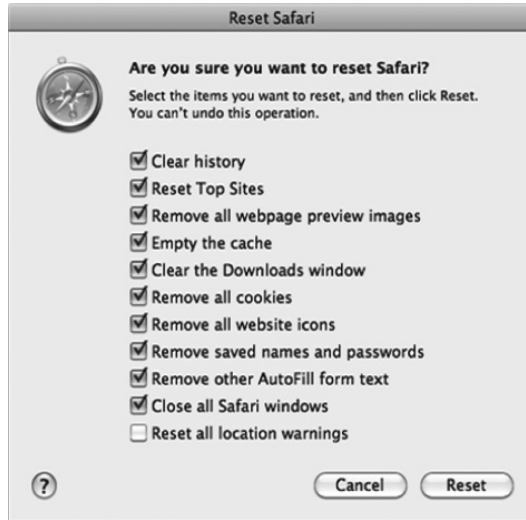 Reset Safari
Are you sure you want to reset Safari?
Select the items you want to reset, and then click Reset.
You can't undo this operation.
Clear history
Reset Top Sites
Remove all webpage preview images
Empty the cache
Clear the Downloads window
Remove all cookies
Remove all website icons
Remove saved names and passwords
Remove other AutoFill form text
Close all Safari windows
Reset all location warnings
? Cancel Reset